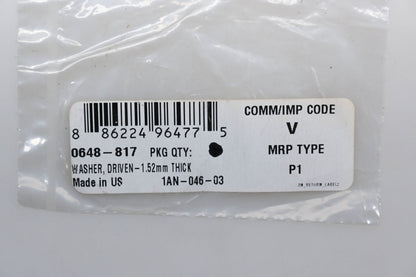 COMM/IMP CODE
V
MRP TYPE
P1
8 86224 96477 5
0648-817 PKG QTY:
WASHER, DRIVEN-1.52mm THICK
Made in US 1AN-046-03